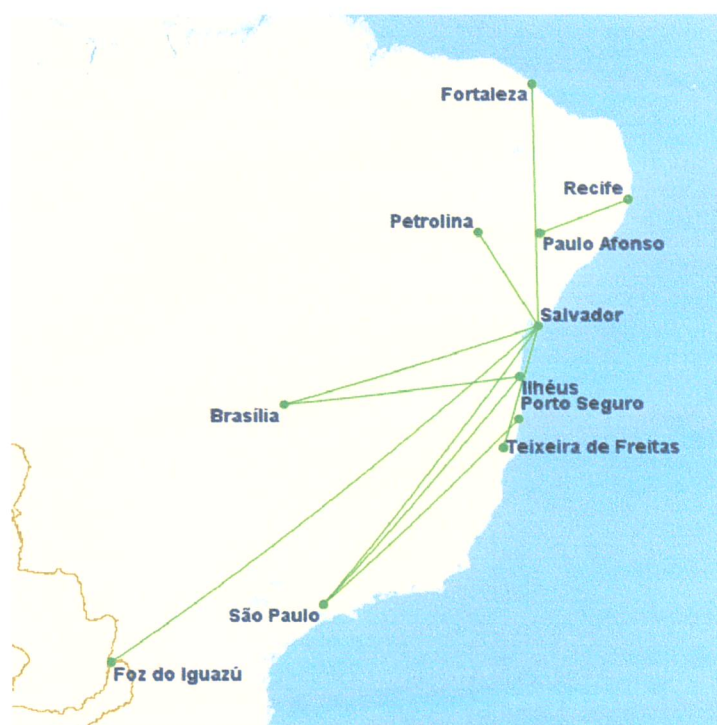 Fortaleza
Recife
Petrolina
Paulo Afonso
Salvador
Ilhéus
Brasília
Porto Seguro
Teixeira de Freitas
São Paulo
Foz do Iguazú